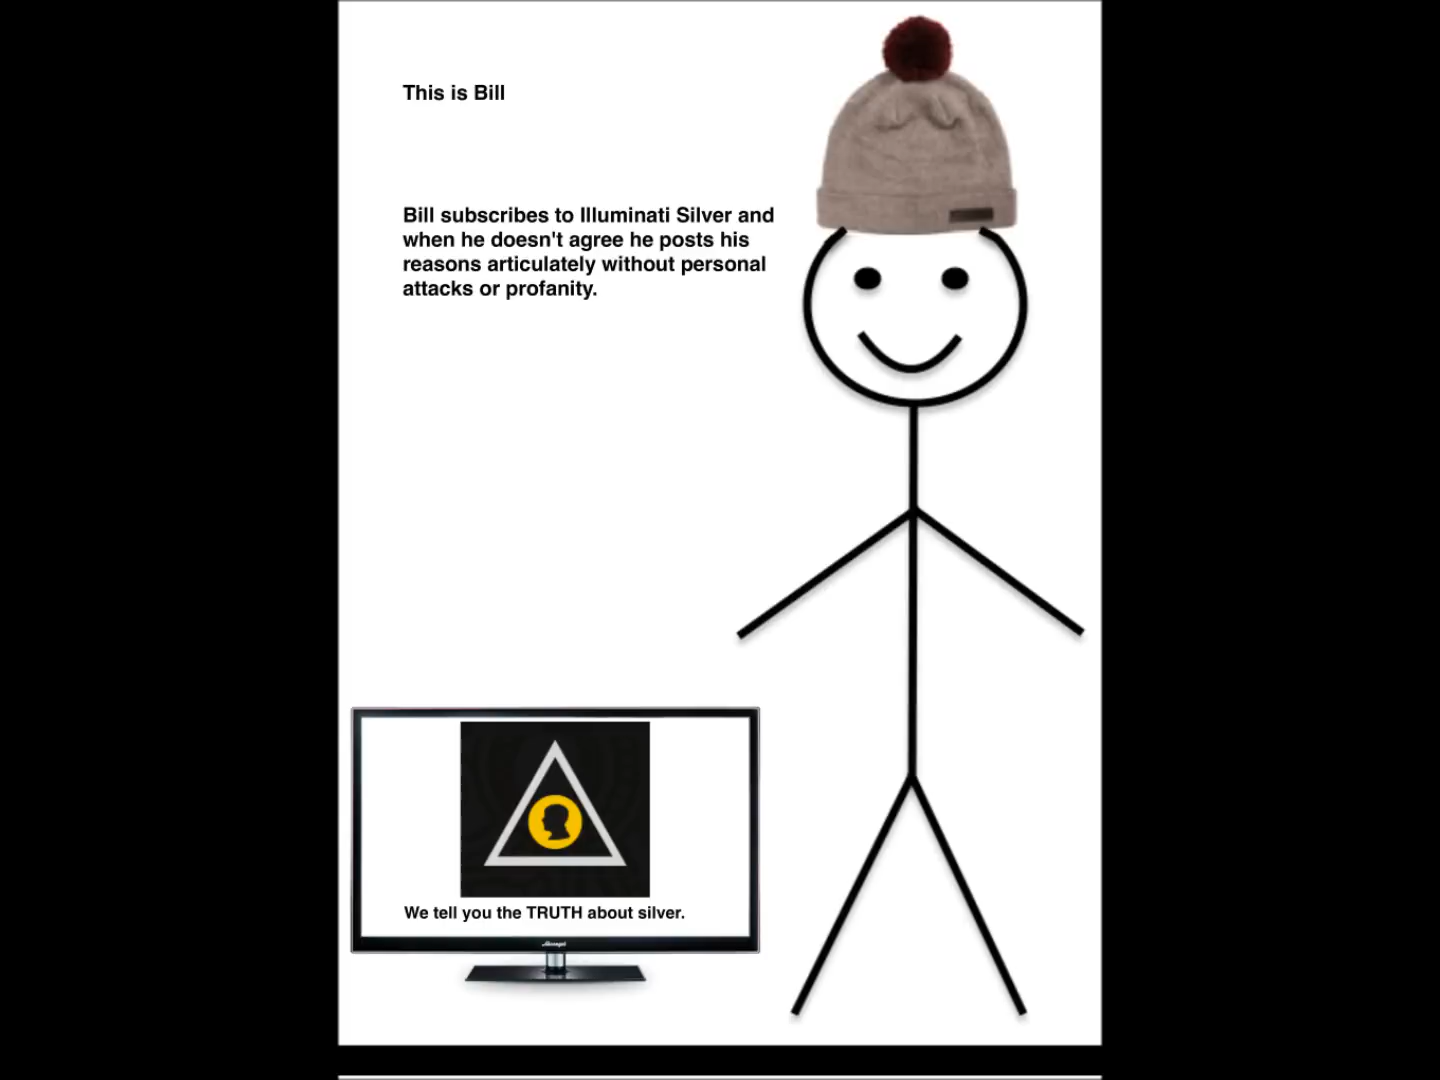 This is Bill
Bill subscribes to Illuminati Silver and
when he doesn't agree he posts his
reasons articulately without personal
attacks or profanity.
We tell you the TRUTH about silver.